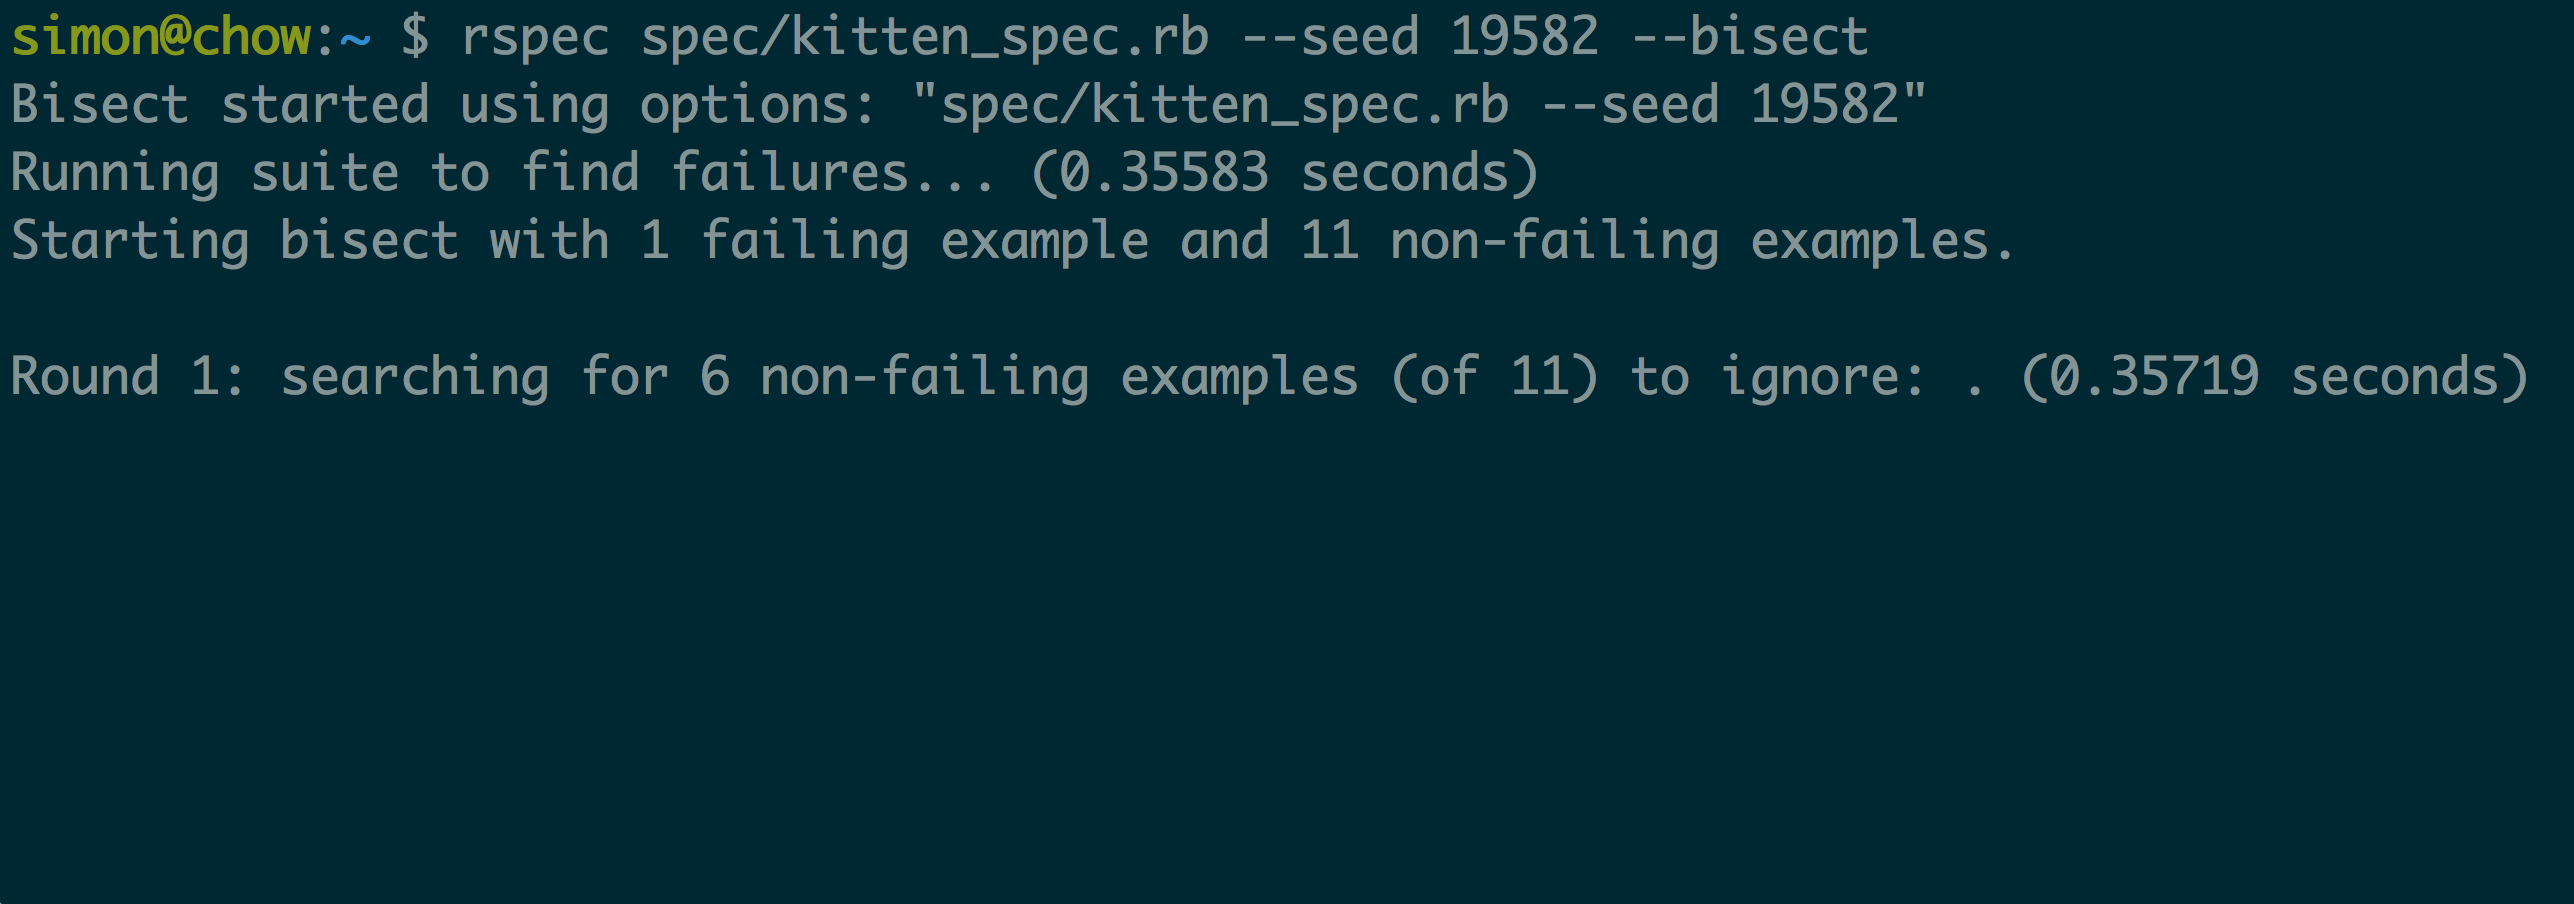 simon@chow:~ $ rspec spec/kitten_spec.rb --seed 19582 --bisect
Bisect started using options: "spec/kitten_spec.rb --seed 19582"
Running suite to find failures... (0.35583 seconds)
Starting bisect with 1 failing example and 11 non-failing examples.
Round 1: searching for 6 non-failing examples (of 11) to ignore: . (0.35719 seconds)